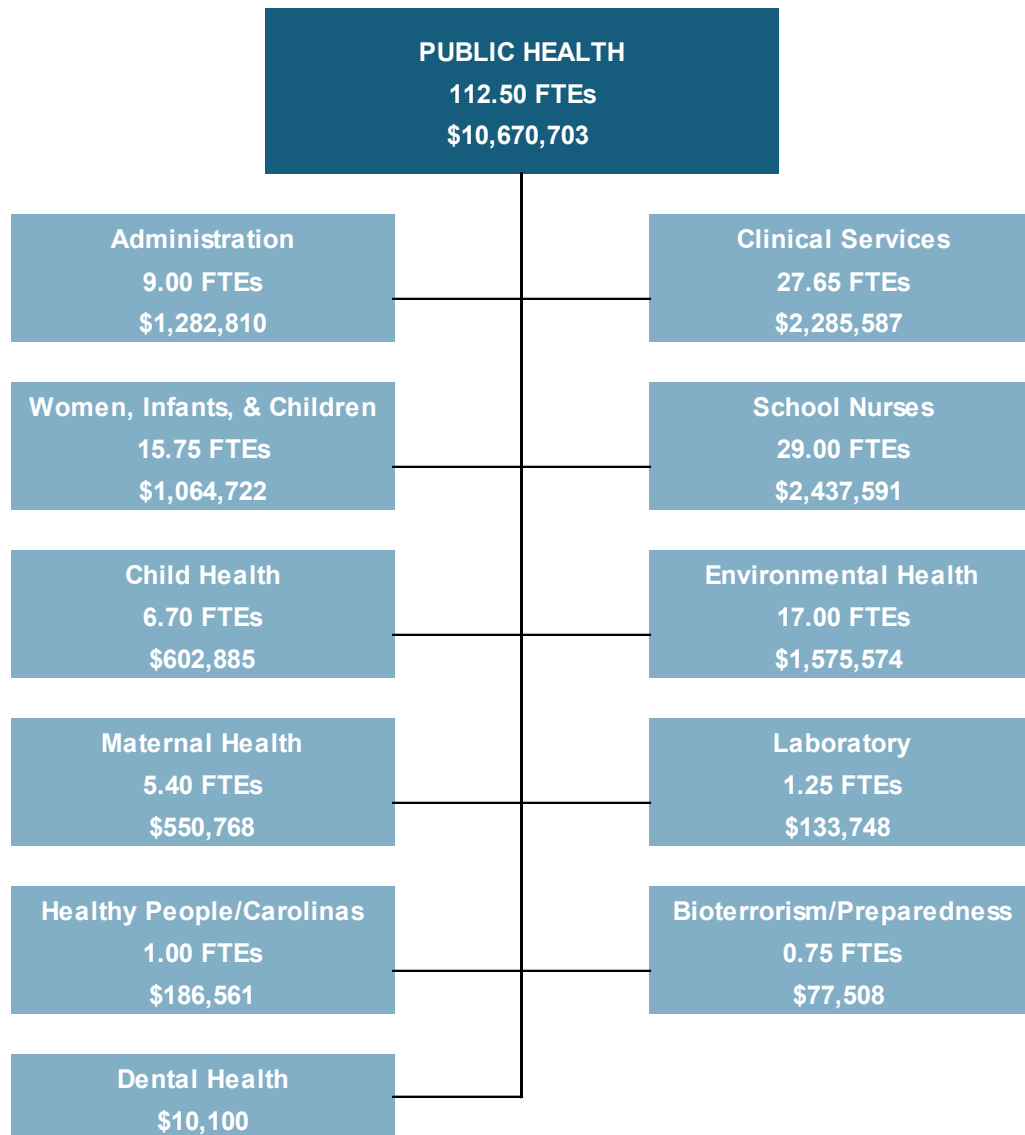 PUBLIC HEALTH
112.50 FTEs
$10,670,703
Administration
9.00 FTEs
$1,282,810
Clinical Services
27.65 FTEs
$2,285,587
Women, Infants, & Children
15.75 FTEs
$1,064,722
School Nurses
29.00 FTEs
$2,437,591
Child Health
6.70 FTEs
$602,885
Environmental Health
17.00 FTEs
$1,575,574
Maternal Health
5.40 FTEs
$550,768
Laboratory
1.25 FTEs
$133,748
Healthy People/Carolinas
1.00 FTEs
$186,561
Bioterrorism/Preparedness
0.75 FTEs
$77,508
Dental Health
$10,100